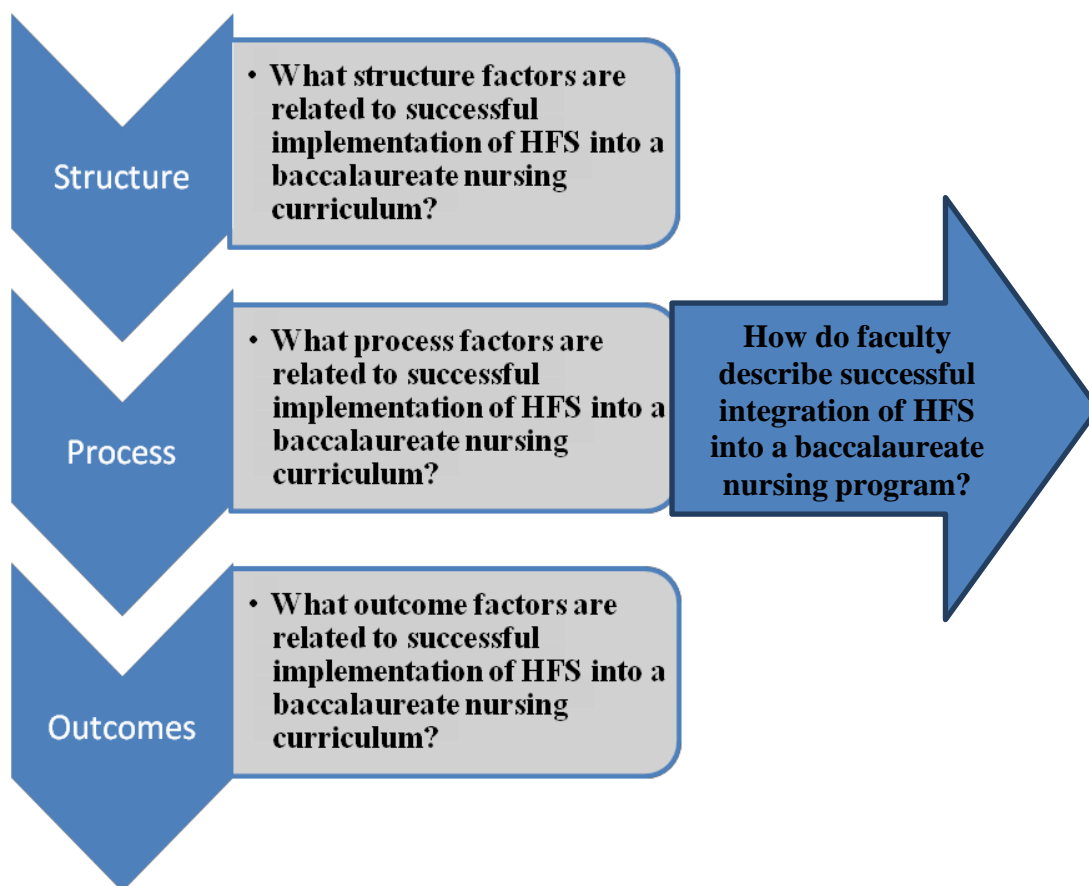 Structure
• What structure factors are
related to successful
implementation of HFS into a
baccalaureate nursing
curriculum?
Process
• What process factors are
related to successful
implementation of HFS into a
baccalaureate nursing
curriculum?
How do faculty
describe successful
integration of HFS
into a baccalaureate
nursing program?
Outcomes
• What outcome factors are
related to successful
implementation of HFS into a
baccalaureate nursing
curriculum?